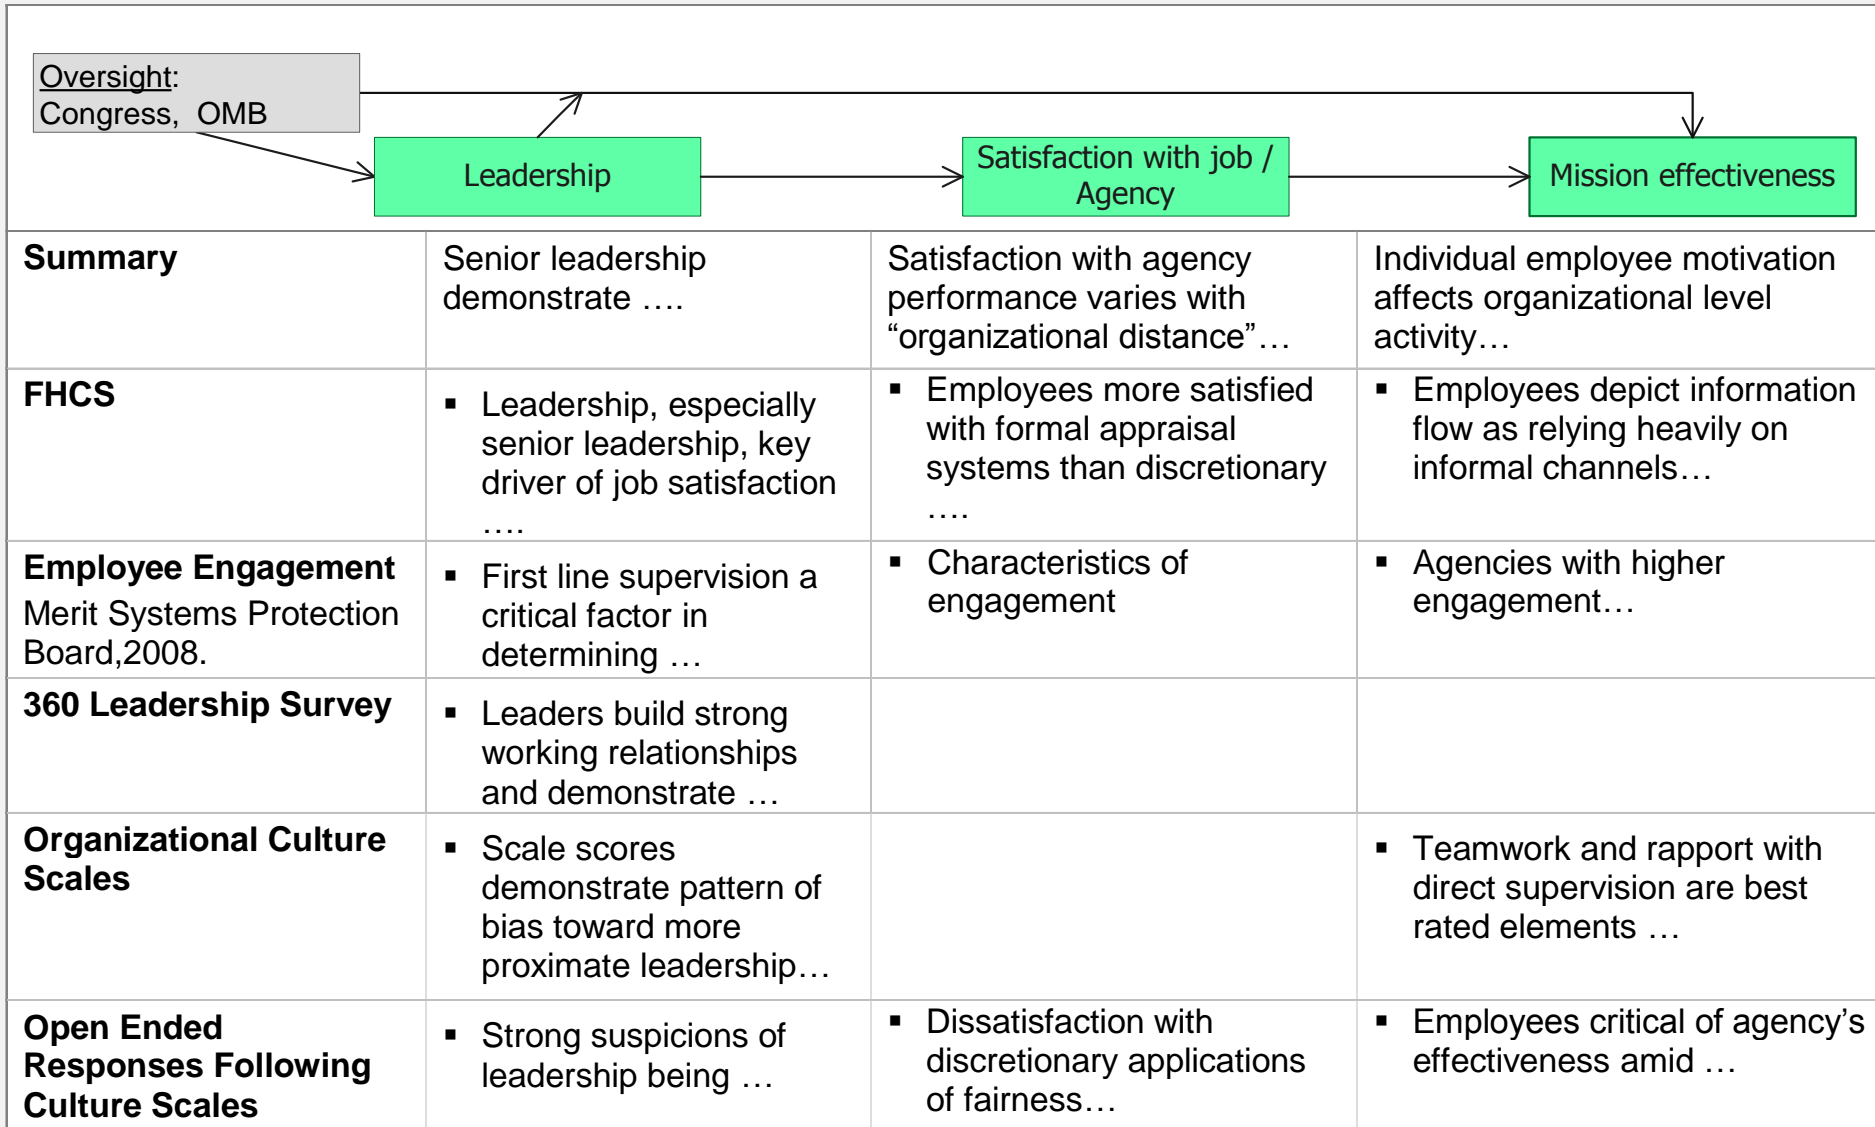 Oversight:
Congress,  OMB
Leadership
Satisfaction with job /
Agency
Mission effectiveness
Summary
Senior leadership
demonstrate ….
Satisfaction with agency
performance varies with
“organizational distance”…
Individual employee motivation
affects organizational level
activity…
FHCS
▪ Leadership, especially
senior leadership, key
driver of job satisfaction
….
▪ Employees more satisfied
with formal appraisal
systems than discretionary
….
▪ Employees depict information
flow as relying heavily on
informal channels…
Employee Engagement
Merit Systems Protection
Board,2008.
▪ First line supervision a
critical factor in
determining …
▪ Characteristics of
engagement
▪ Agencies with higher
engagement…
360 Leadership Survey
▪ Leaders build strong
working relationships
and demonstrate …
Organizational Culture
Scales
▪ Scale scores
demonstrate pattern of
bias toward more
proximate leadership…
▪ Teamwork and rapport with
direct supervision are best
rated elements …
Open Ended
Responses Following
Culture Scales
▪ Strong suspicions of
leadership being …
▪ Dissatisfaction with
discretionary applications
of fairness…
▪ Employees critical of agency’s
effectiveness amid …